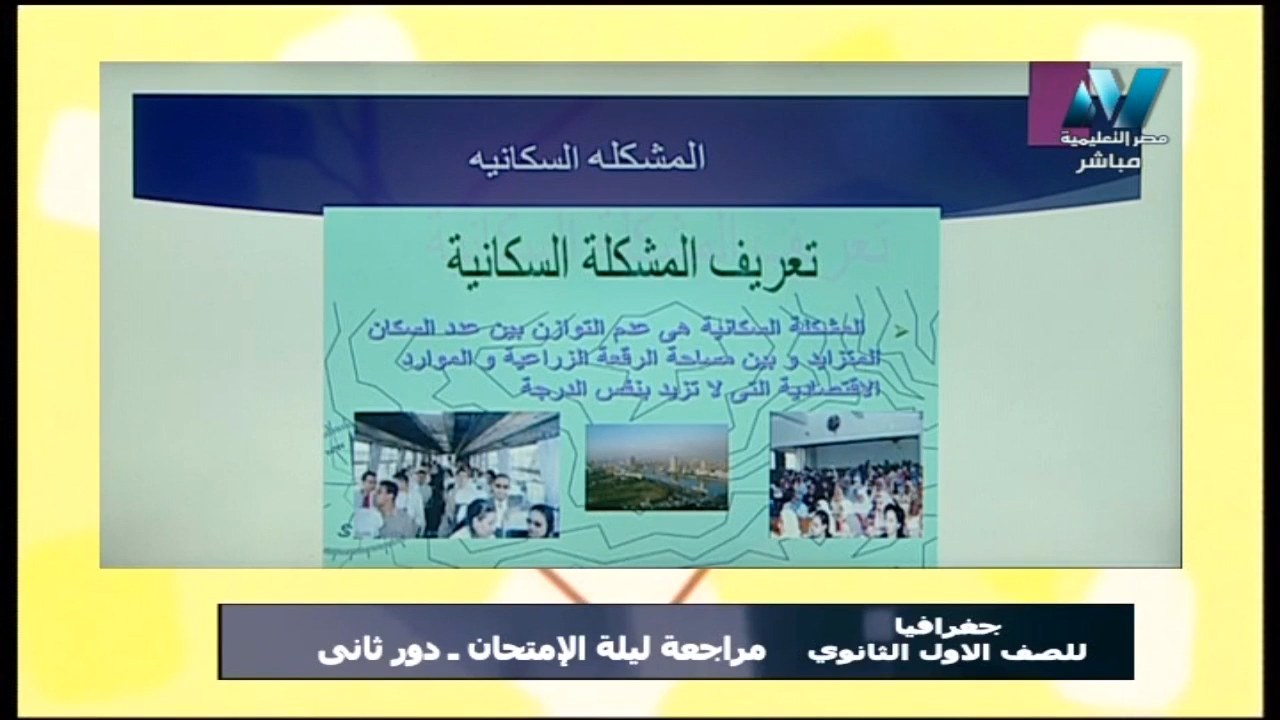 مصر التعليمية
مباشر
المشكله السكانيه
تعريف المشكلة السكانية
المشكلة السكانية هى عدم التوازن بين عدد السكان
المتزايد و بين مساحة الرقعة الزراعية و الموارد
الاقتصادية التى لا تزيد بنفس الدرجة
جغرافيا
للصف الاول الثانوي
مراجعة ليلة الإمتحان - دور ثانى